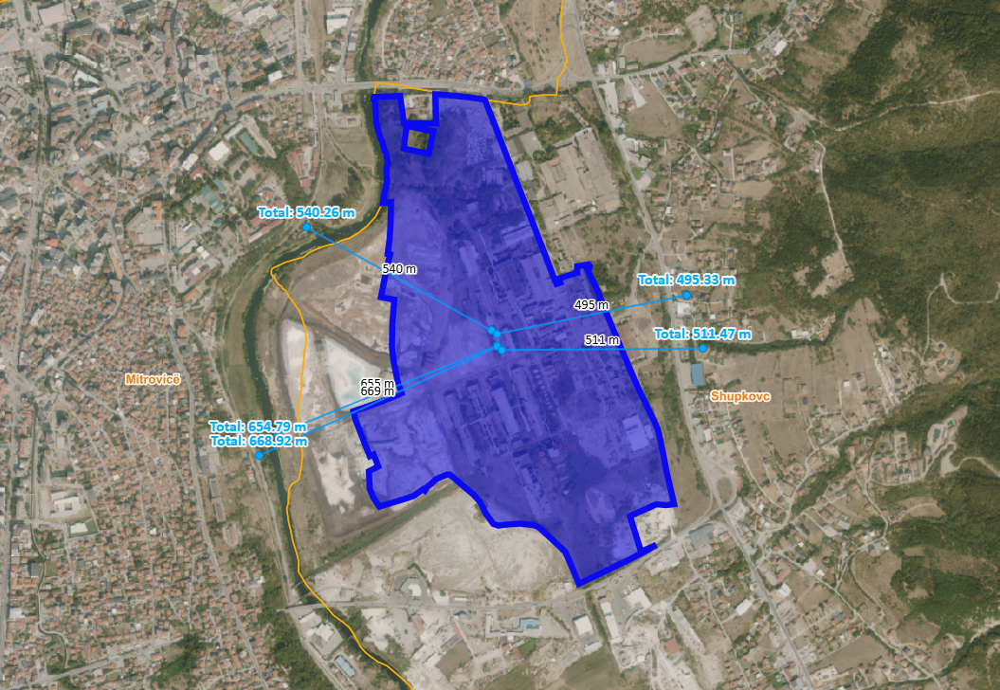 Total: 540.26 m
540 m
Total: 495.33 m
495 m
Total: 511.47 m
511 m
Mitrovicë
655 m
669 m
Shupkovc
Total: 654.79 m
Total: 668.92 m